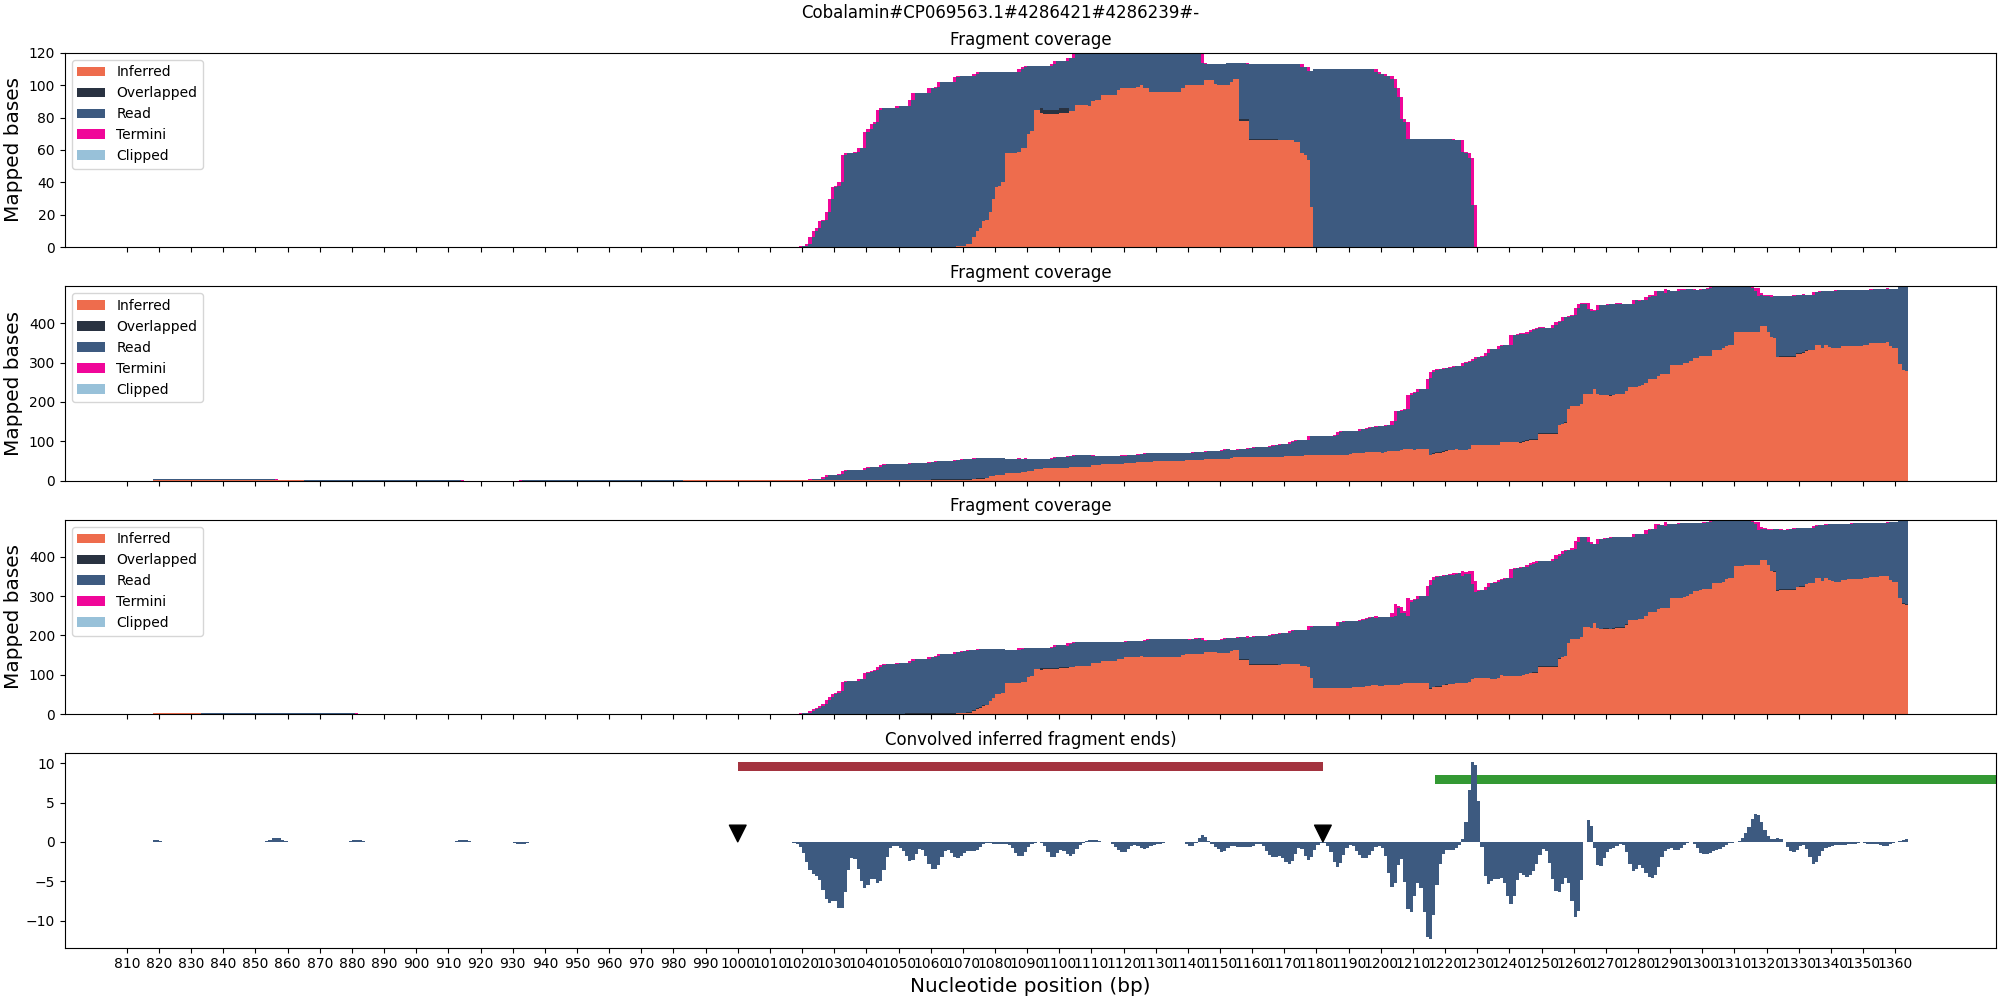 Cobalamin#CP069563.1#4286421#4286239#-
Fragment coverage
Mapped bases
120
100
80
60
40
20
0
Inferred
Overlapped
Read
Termini
Clipped
Fragment coverage
Mapped bases
400
300
200
100
0
Inferred
Overlapped
Read
Termini
Clipped
Fragment coverage
Mapped bases
400
300
200
100
0
Inferred
Overlapped
Read
Termini
Clipped
Convolved inferred fragment ends)
10
5
0
−5
−10
810 820 830 840 850 860 870 880 890 900 910 920 930 940 950 960 970 980 990 1000 1010 1020 1030 1040 1050 1060 1070 1080 1090 1100 1110 1120 1130 1140 1150 1160 1170 1180 1190 1200 1210 1220 1230 1240 1250 1260 1270 1280 1290 1300 1310 1320 1330 1340 1350 1360
Nucleotide position (bp)